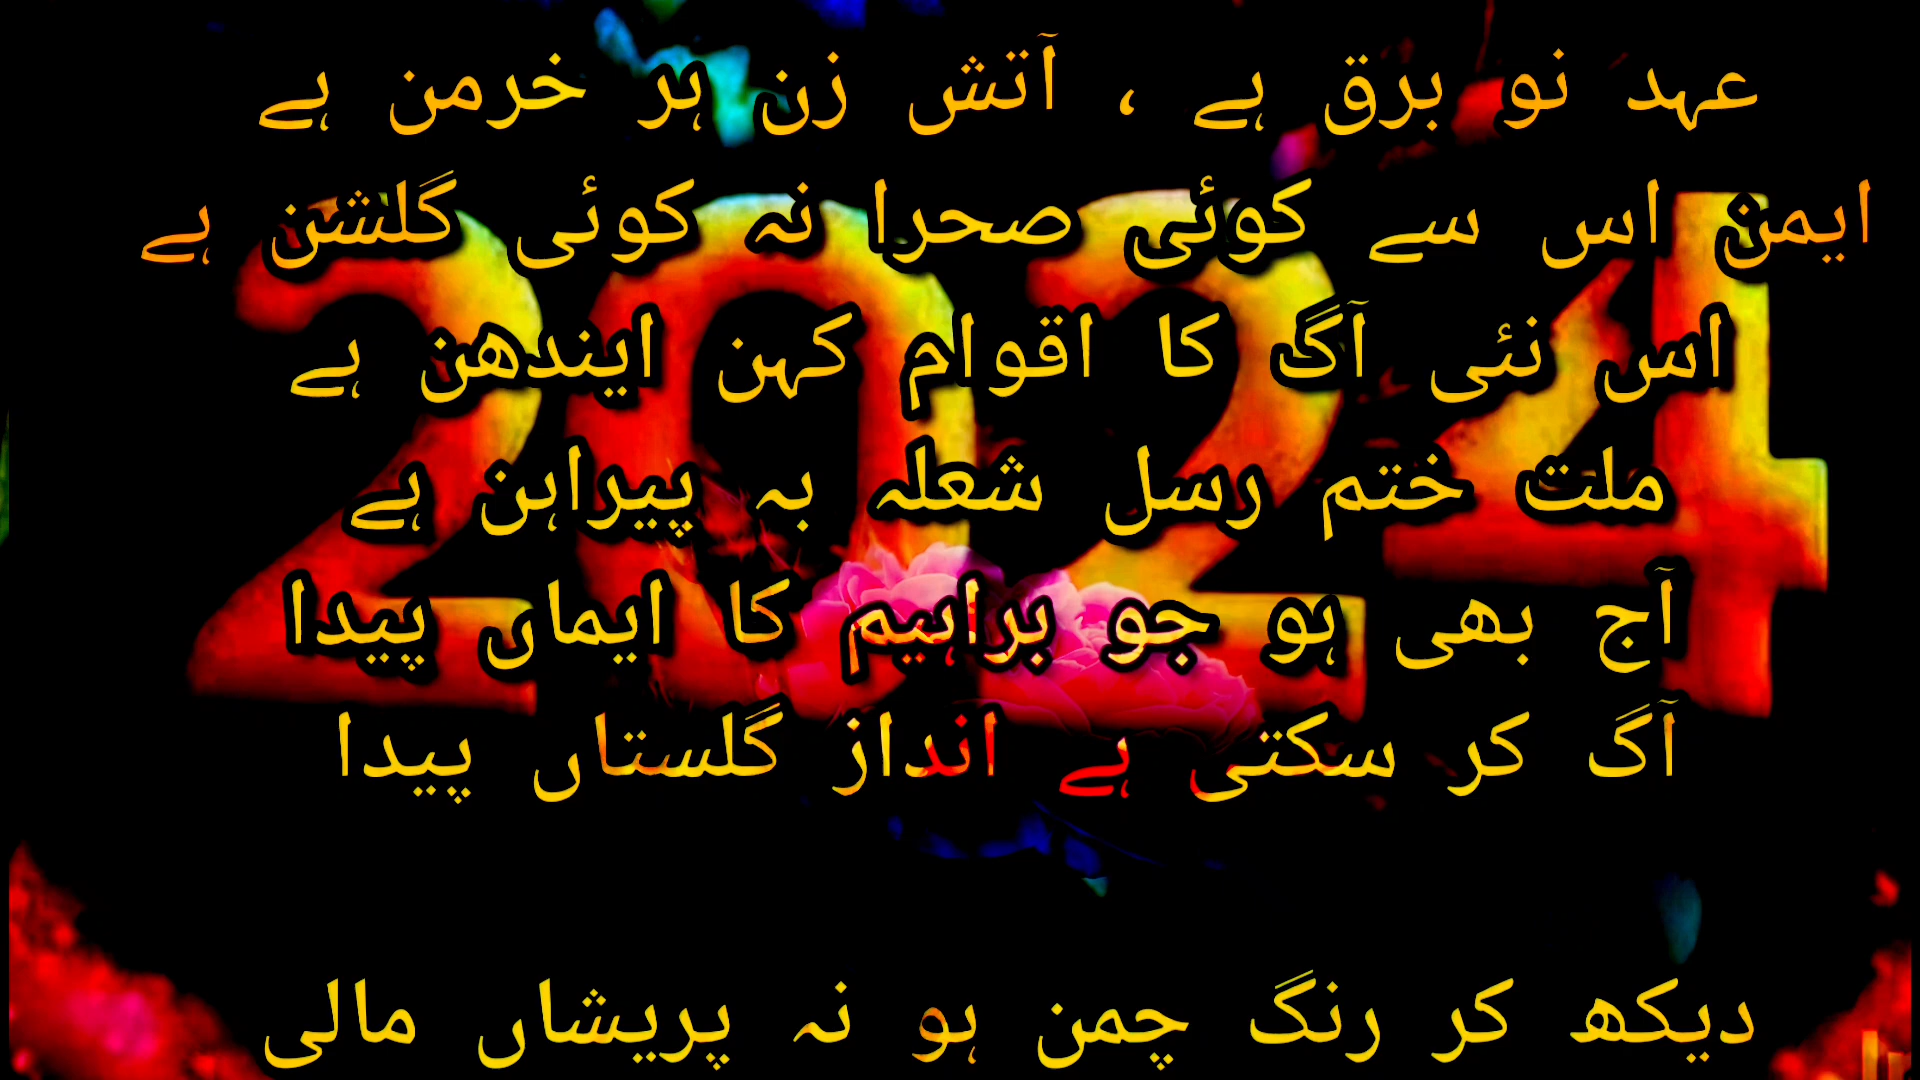 عہد نو برق ہے ، آتش زن ہر خرمن ہے
ایمن اس سے کوئی صحرا نہ کوئی گلشن ہے
اس نئی آگ کا اقوام کہن ایندھن ہے
ملت ختم رسل شعلہ بہ پیراہن ہے
آج بھی ہو جو براہیم کا ایماں پیدا
آگ کر سکتی ہے انداز گلستاں پیدا
دیکھ کر رنگ چمن ہو نہ پریشاں مالی
2024